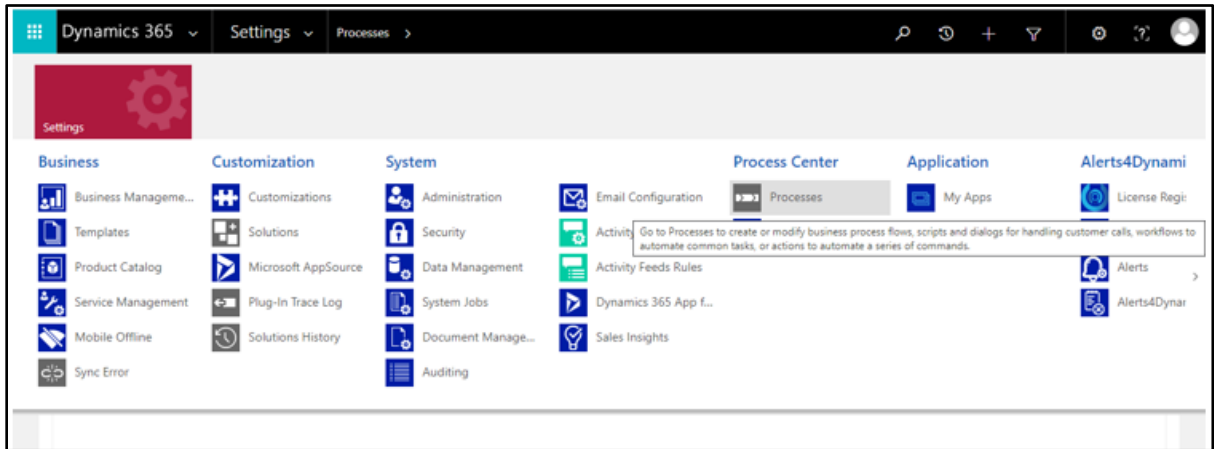 Dynamics 365
Settings
Processes
Settings
Business
Business Manageme...
Templates
Product Catalog
Service Management
Mobile Offline
Sync Error
Customization
Customizations
Solutions
Microsoft AppSource
Plug-In Trace Log
Solutions History
System
Administration
Security
Data Management
System Jobs
Document Manage...
Auditing
Email Configuration
Activity
Activity Feeds Rules
Dynamics 365 App f...
Sales Insights
Process Center
Processes
Go to Processes to create or modify business process flows, scripts and dialogs for handling customer calls, workflows to
automate common tasks, or actions to automate a series of commands.
Application
My Apps
Alerts4Dynami
License Regi
Alerts
Alerts4Dynar